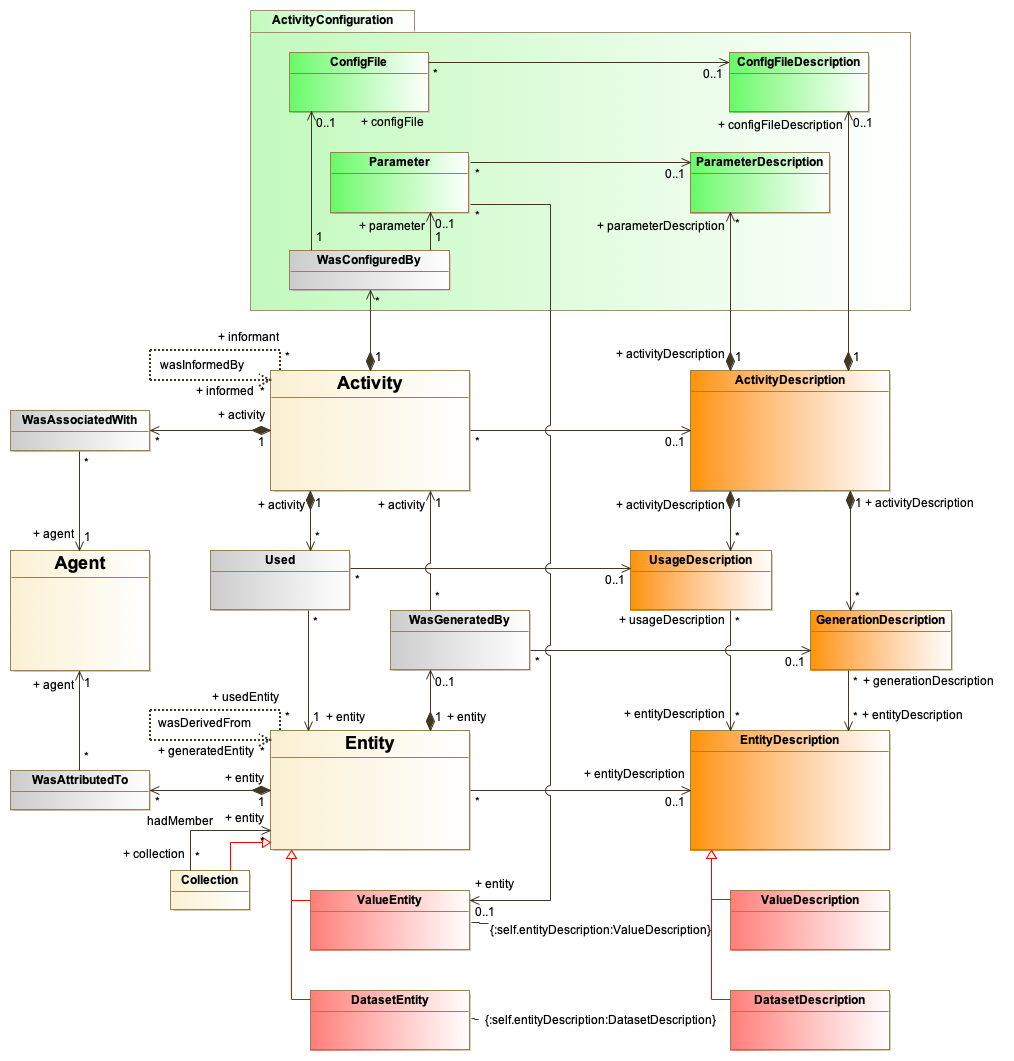 ActivityConfiguration
ConfigFile
ConfigFileDescription
*
0..1
0..1
+ configFile
+ configFileDescription
0..1
Parameter
ParameterDescription
*
0..1
*
+ parameter
0..1
+ parameterDescription
*
1
1
WasConfiguredBy
*
+ informant
*
wasInformedBy
+ informed
*
1
+ activityDescription
1
1
Activity
ActivityDescription
WasAssociatedWith
+ activity
*
1
*
0..1
*
+ agent
1
+ activity
1
+ activity
1
+ activityDescription
1
1
+ activityDescription
*
*
Agent
Used
UsageDescription
*
0..1
*
*
*
+ usageDescription
*
WasGeneratedBy
GenerationDescription
*
0..1
+ agent
1
0..1
*
+ generationDescription
+ usedEntity
*
wasDerivedFrom
+ generatedEntity
*
1
+ entity
1
+ entity
+ entityDescription
*
*
+ entityDescription
Entity
EntityDescription
*
WasAttributedTo
+ entity
*
1
+ entityDescription
*
0..1
hadMember
+ entity
*
+ collection
*
Collection
+ entity
0..1
ValueEntity
ValueDescription
{:self.entityDescription:ValueDescription}
DatasetEntity
DatasetDescription
{:self.entityDescription:DatasetDescription}